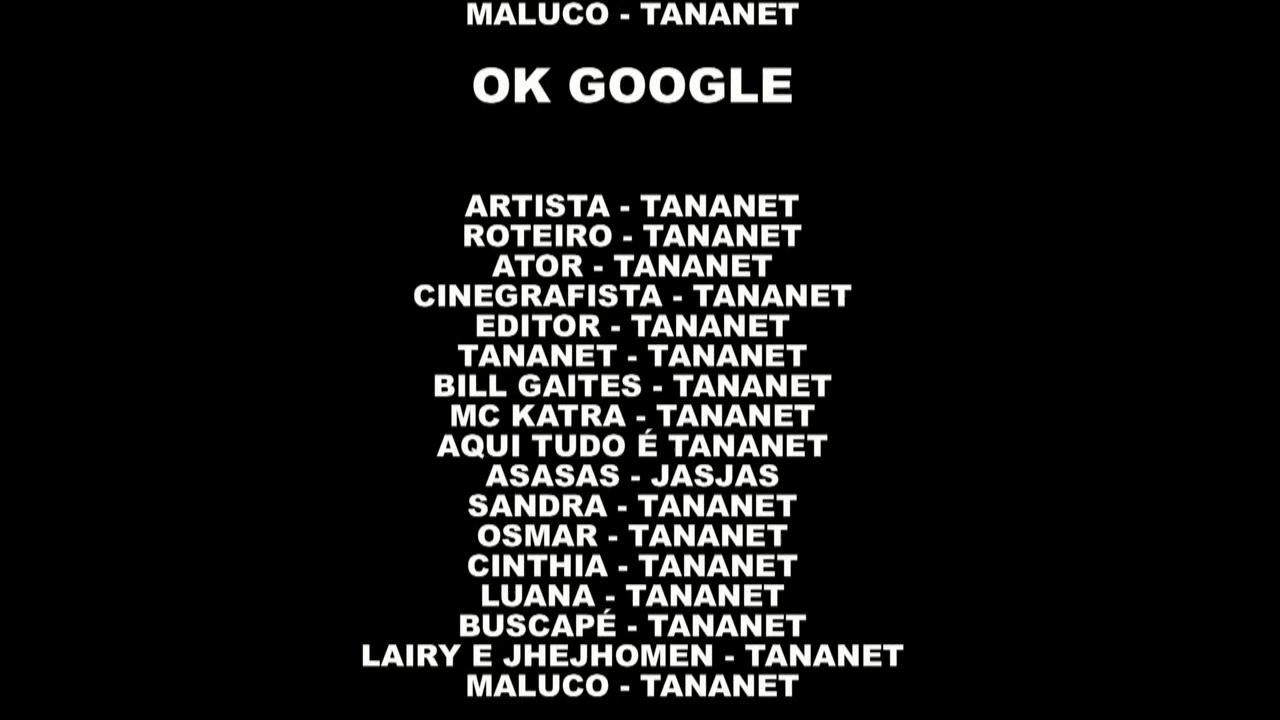 MALUCO - TANANET
OK GOOGLE
ARTISTA - TANANET
ROTEIRO - TANANET
ATOR - TANANET
CINEGRAFISTA - TANANET
EDITOR - TANANET
TANANET - TANANET
BILL GAITES - TANANET
MC KATRA - TANANET
AQUI TUDO É TANANET
ASASAS - JASJAS
SANDRA - TANANET
OSMAR - TANANET
CINTHIA - TANANET
LUANA - TANANET
BUSCAPÉ - TANANET
LAIRY E JHEJHOMEN - TANANET
MALUCO - TANANET